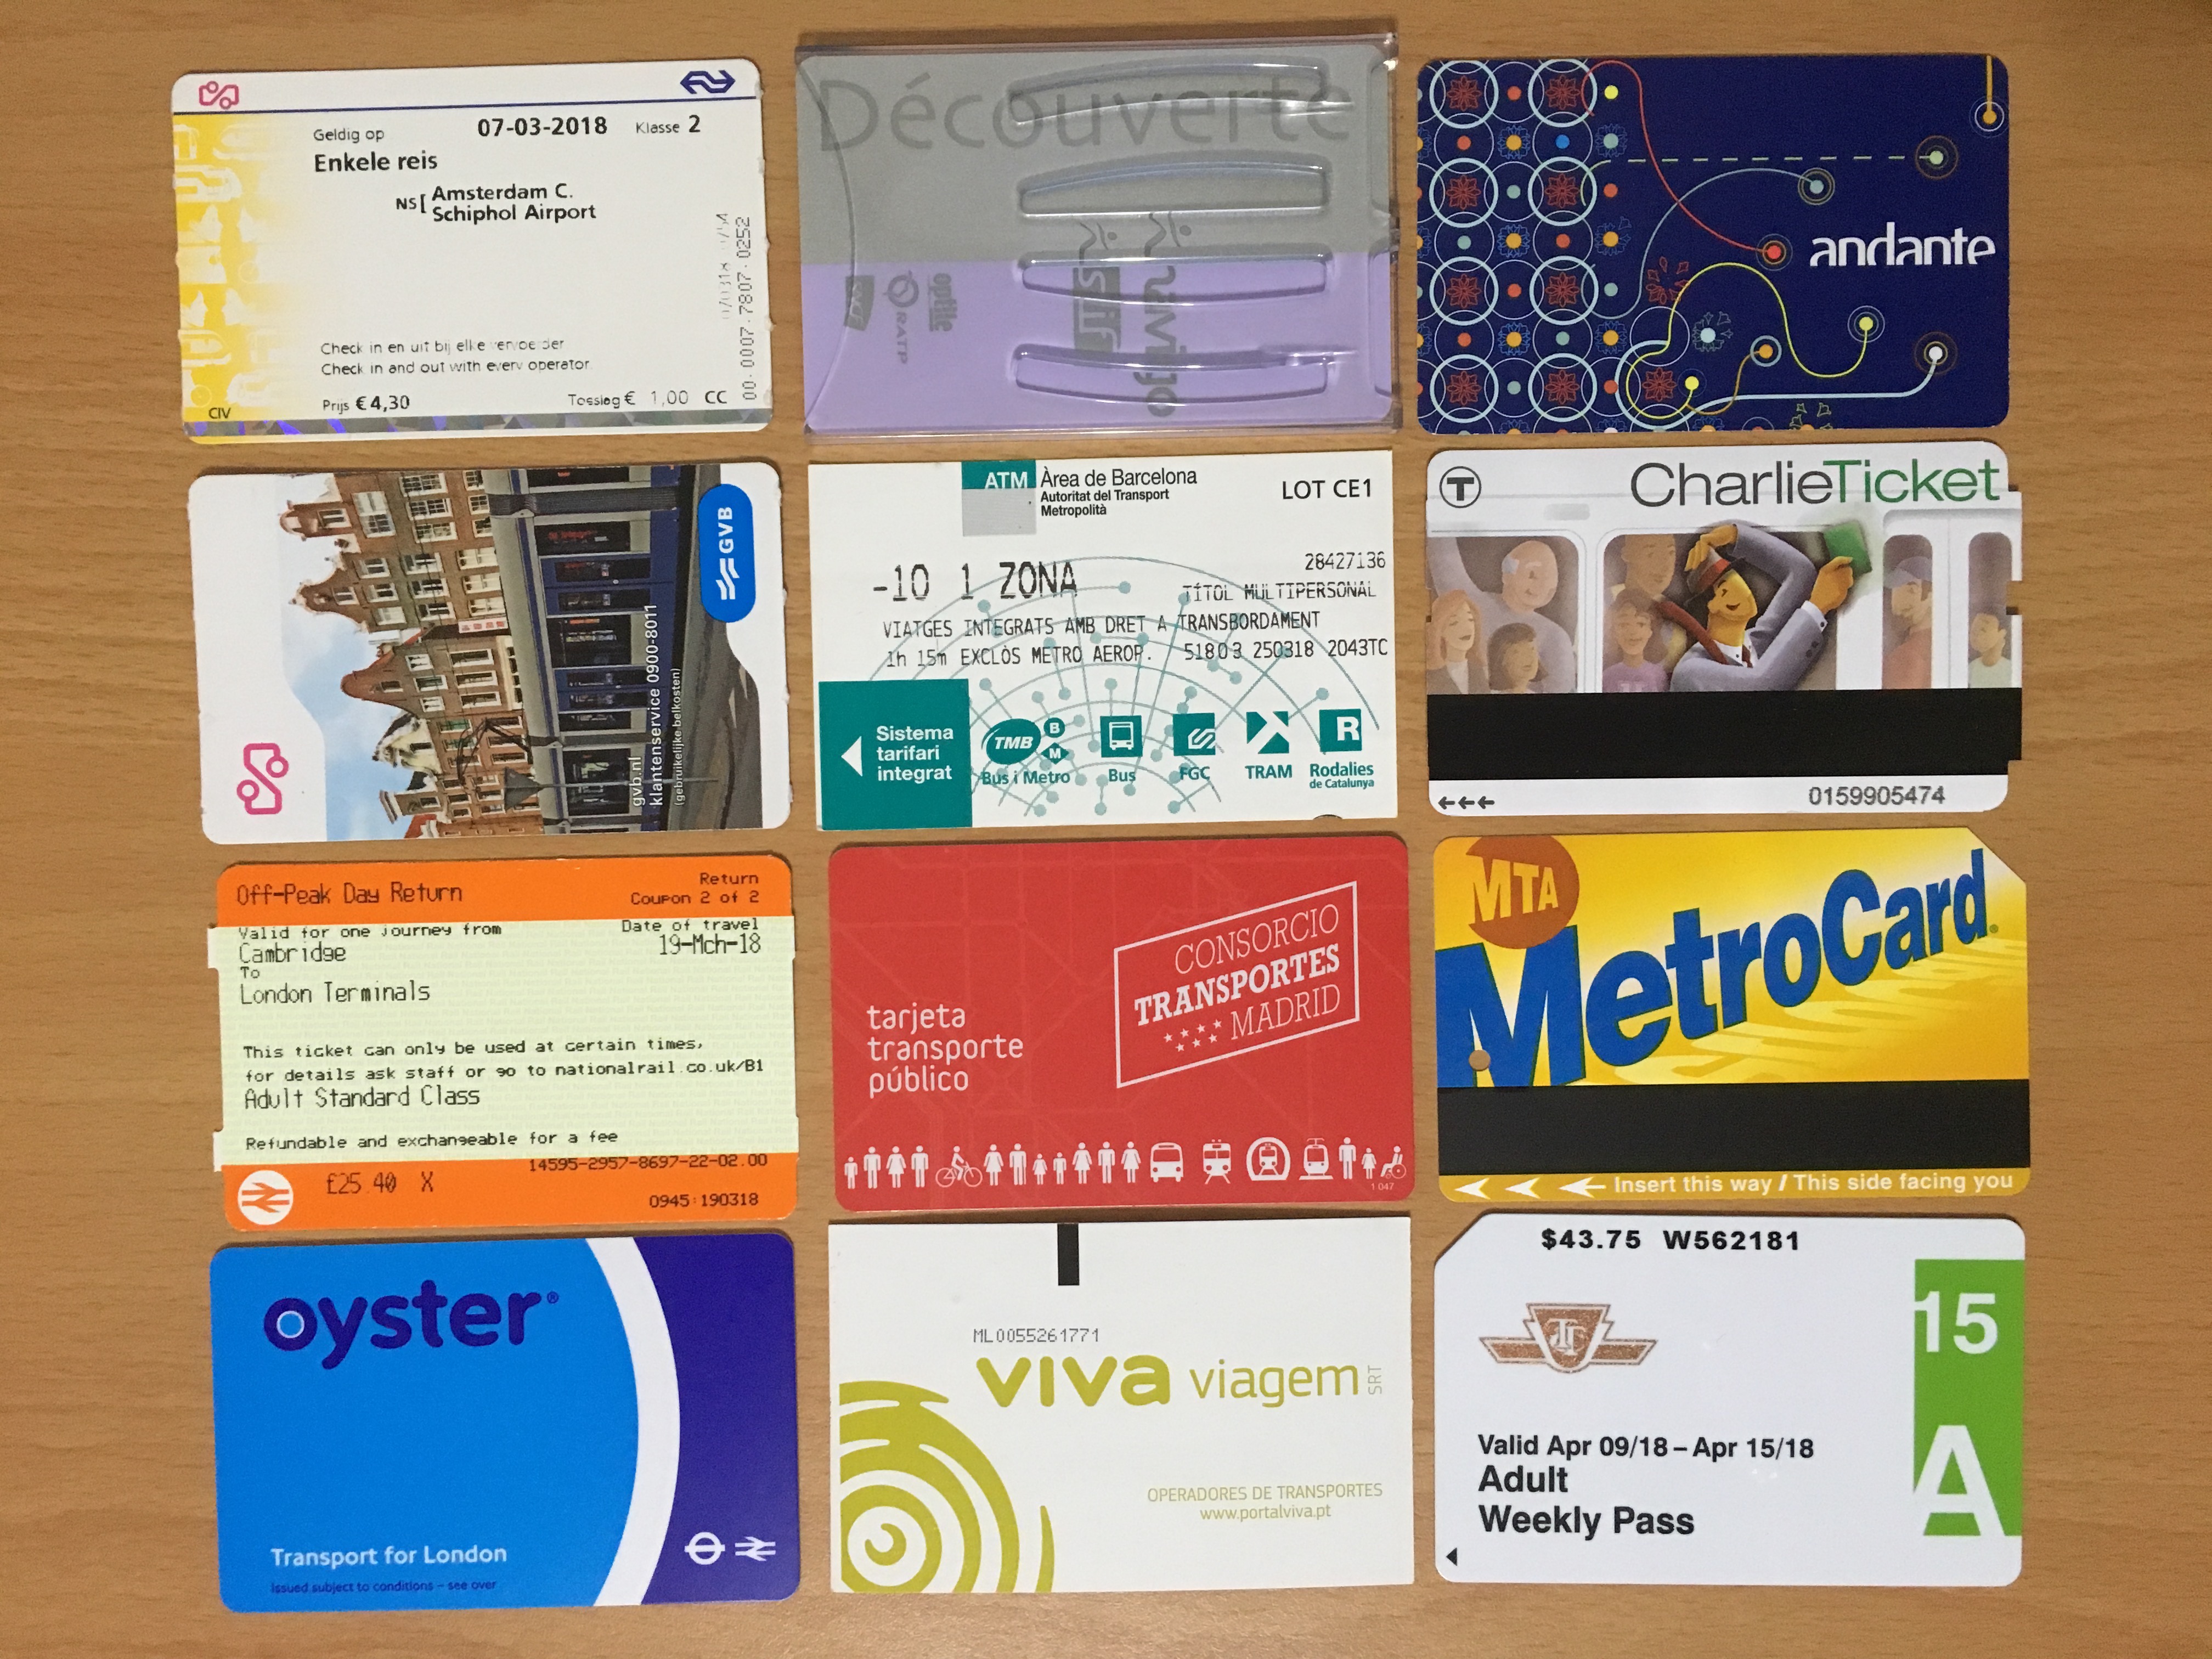 Geldig op 07-03-2018 Klasse 2
Enkele reis
NS [ Amsterdam C.
Schiphol Airport
Check in en uit bij elke vervoerder
Check in and out with every operator
Prijs € 4,30 Toeslag € 1,00 CC
CIV
00.0007.7807.0252
Découverte
navigo
stif
optile
RATP
andante
GVB
gvb.nl
klantenservice 0900-8011
(gebruikelijke belkosten)
ATM Àrea de Barcelona
Autoritat del Transport
Metropolità
LOT CE1
28427136
-10 1 ZONA TÍTOL MULTIPERSONAL
VIATGES INTEGRATS AMB DRET A TRANSBORDAMENT
1h 15m EXCLÒS METRO AEROP. 51803 250318 2043TC
Sistema
tarifari
integrat
TMB B M R
Bus i Metro Bus FGC TRAM Rodalies
de Catalunya
T CharlieTicket
0159905474
Off-Peak Day Return Return
Coupon 2 of 2
Valid for one journey from Date of travel
Cambridge 19-Mch-18
To
London Terminals
This ticket can only be used at certain times,
for details ask staff or go to nationalrail.co.uk/B1
Adult Standard Class
Refundable and exchangeable for a fee
14595-2957-8697-22-02.00
£25.40 X
0945:190318
tarjeta
transporte
público
CONSORCIO
TRANSPORTES
MADRID
1 047
MTA
MetroCard
Insert this way / This side facing you
oyster®
Transport for London
Issued subject to conditions – see over
ML0055261771
viva viagem SRT
OPERADORES DE TRANSPORTES
www.portalviva.pt
$43.75 W562181
TTC
15
A
Valid Apr 09/18 – Apr 15/18
Adult
Weekly Pass